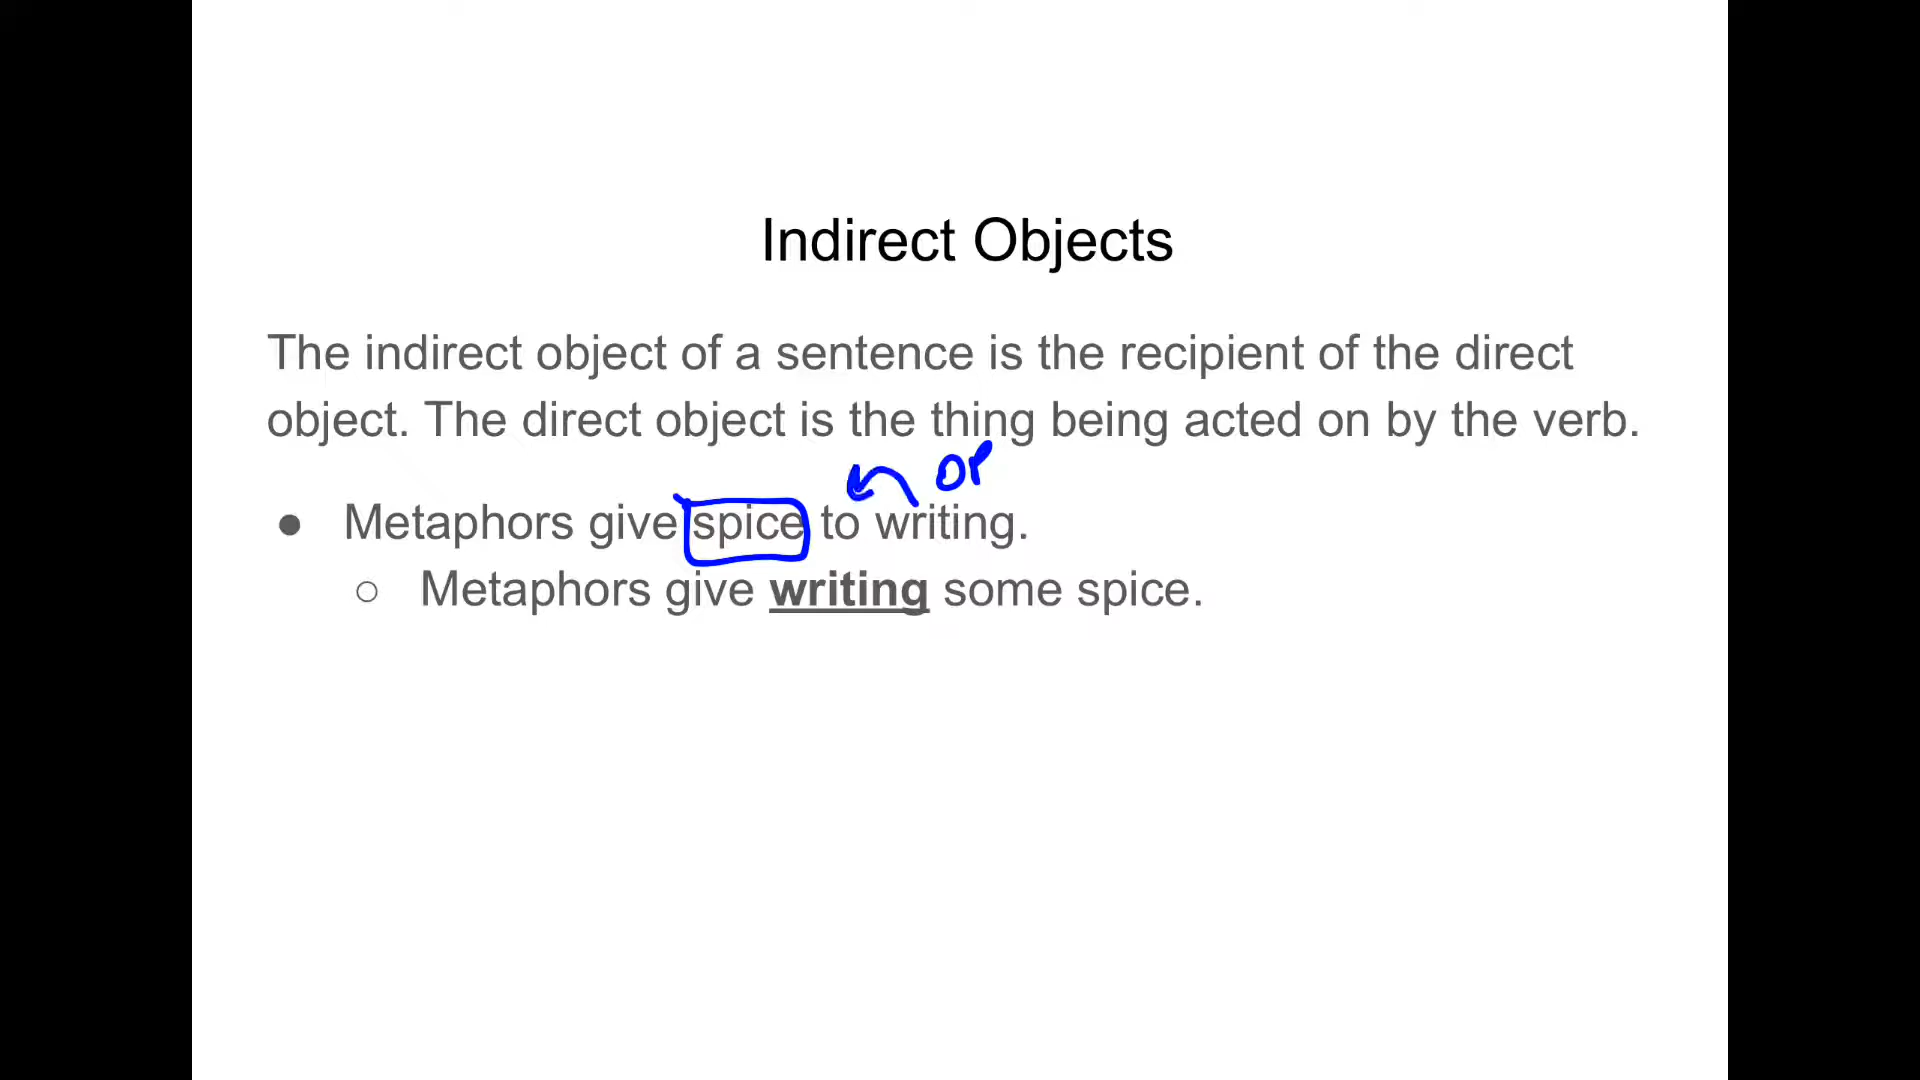 Indirect Objects
The indirect object of a sentence is the recipient of the direct
object. The direct object is the thing being acted on by the verb.
OP
● Metaphors give spice to writing.
○ Metaphors give writing some spice.